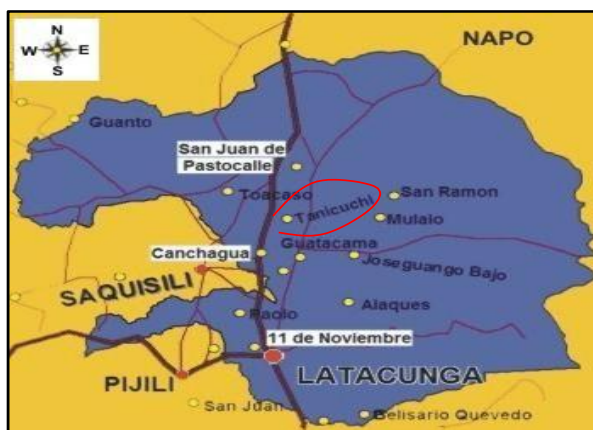 N
W E
S
NAPO
Guanto
San Juan de
Pastocalle
Toacaso
San Ramon
Tanicuchi
Mulalo
Canchagua
Guatacama
Joseguango Bajo
SAQUISILI
Alaques
Paolo
11 de Noviembre
PIJILI
LATACUNGA
San Juan
Belisario Quevedo